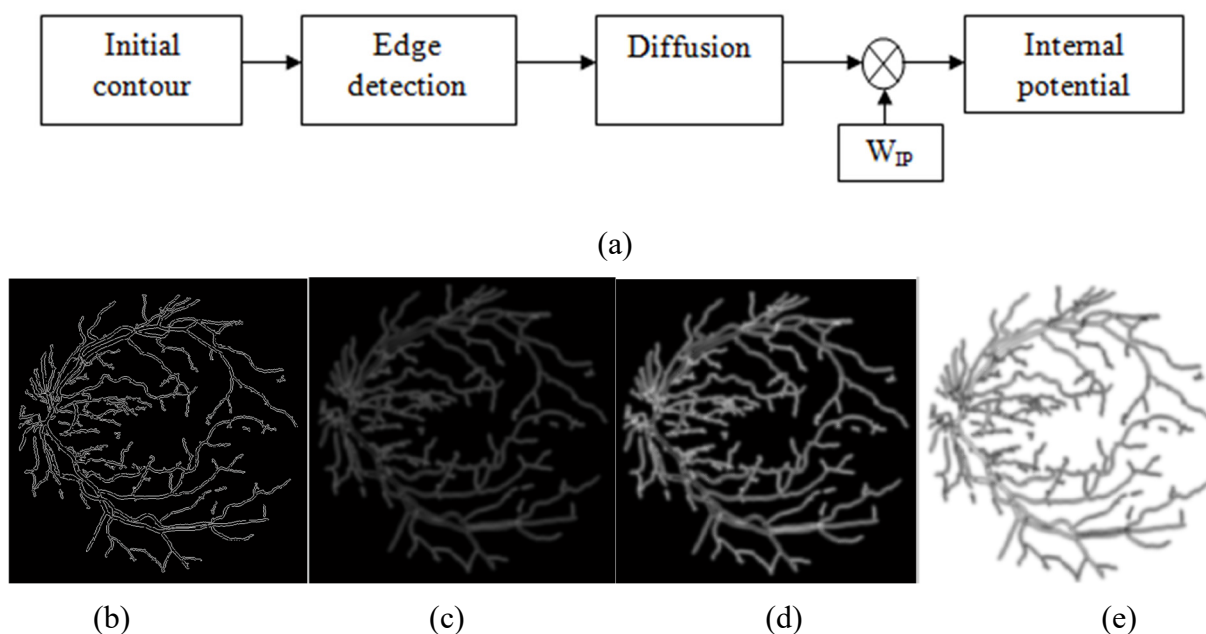 Initial
contour
Edge
detection
Diffusion
Internal
potential
W_IP
(a)
(b)
(c)
(d)
(e)